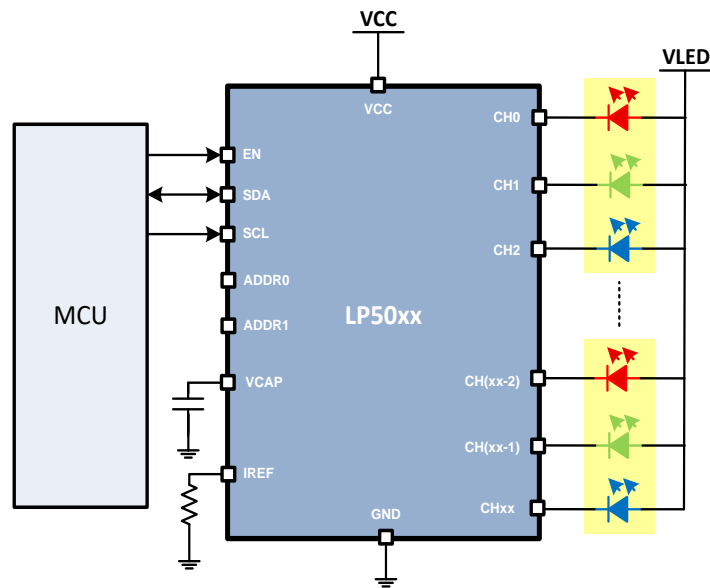 VCC
VLED
VCC
CH0
EN
CH1
SDA
SCL
CH2
ADDR0
MCU
LP50xx
ADDR1
VCAP
CH(xx-2)
CH(xx-1)
IREF
GND
CHxx